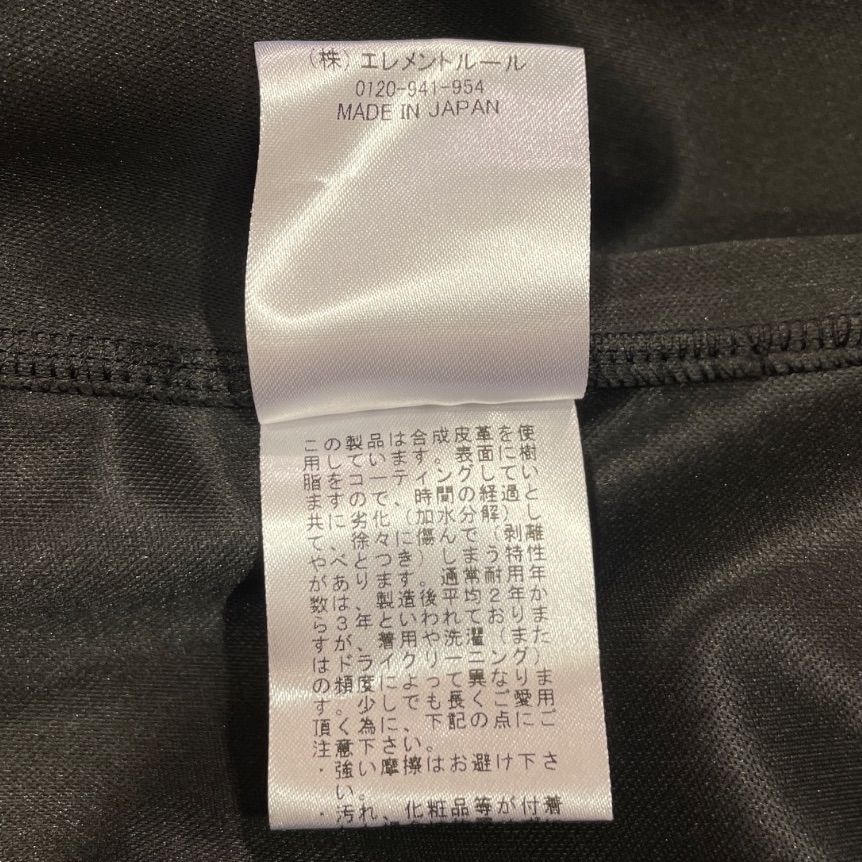 (株)エレメントルール
0120-941-954
MADE IN JAPAN
この製品は合成皮革を使
用しています。表面に樹
脂をコーティングしてい
ますので、時間の経過と
共に劣化(加水分解)し
て、徐々に傷んで(剥離
やべとつき)しまう特性
があります。通常耐用年
数は、製造後平均2年か
ら3年といわれておりま
すが、着用や洗濯(また
はドライクリーニング)
の頻度によって異なりま
す。少しでも長くご愛用
頂く為に、下記の点にご
注意下さい。
・強い摩擦はお避け下さ
い。
・汚れ、化粧品等が付着